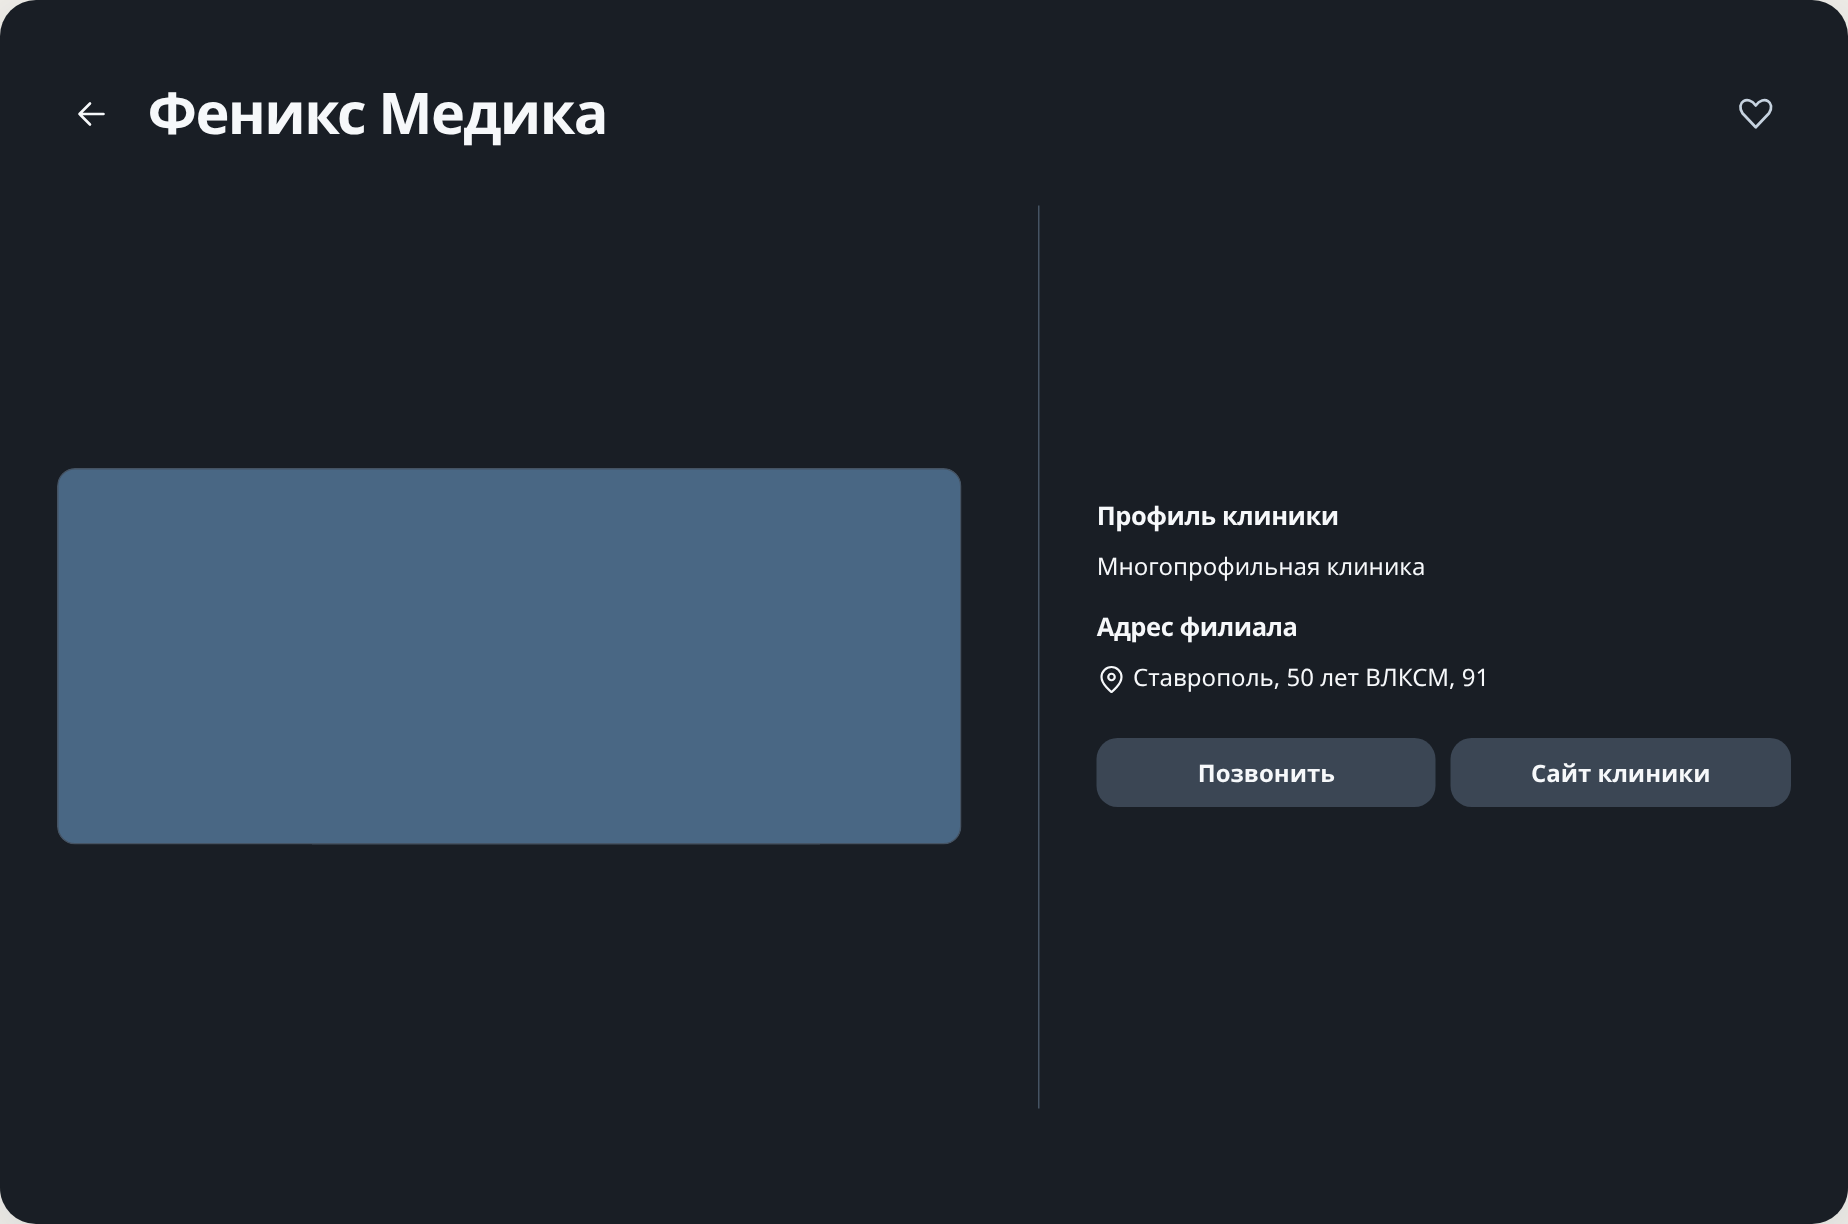 Феникс Медика
Профиль клиники
Многопрофильная клиника
Адрес филиала
Ставрополь, 50 лет ВЛКСМ, 91
Позвонить
Сайт клиники